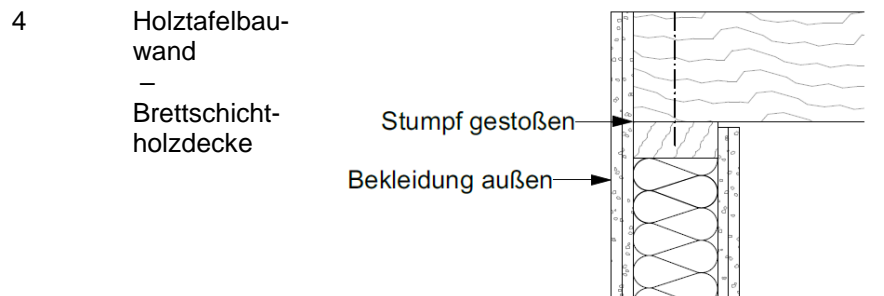 4
Holztafelbau-
wand
–
Brettschicht-
holzdecke
Stumpf gestoßen
Bekleidung außen